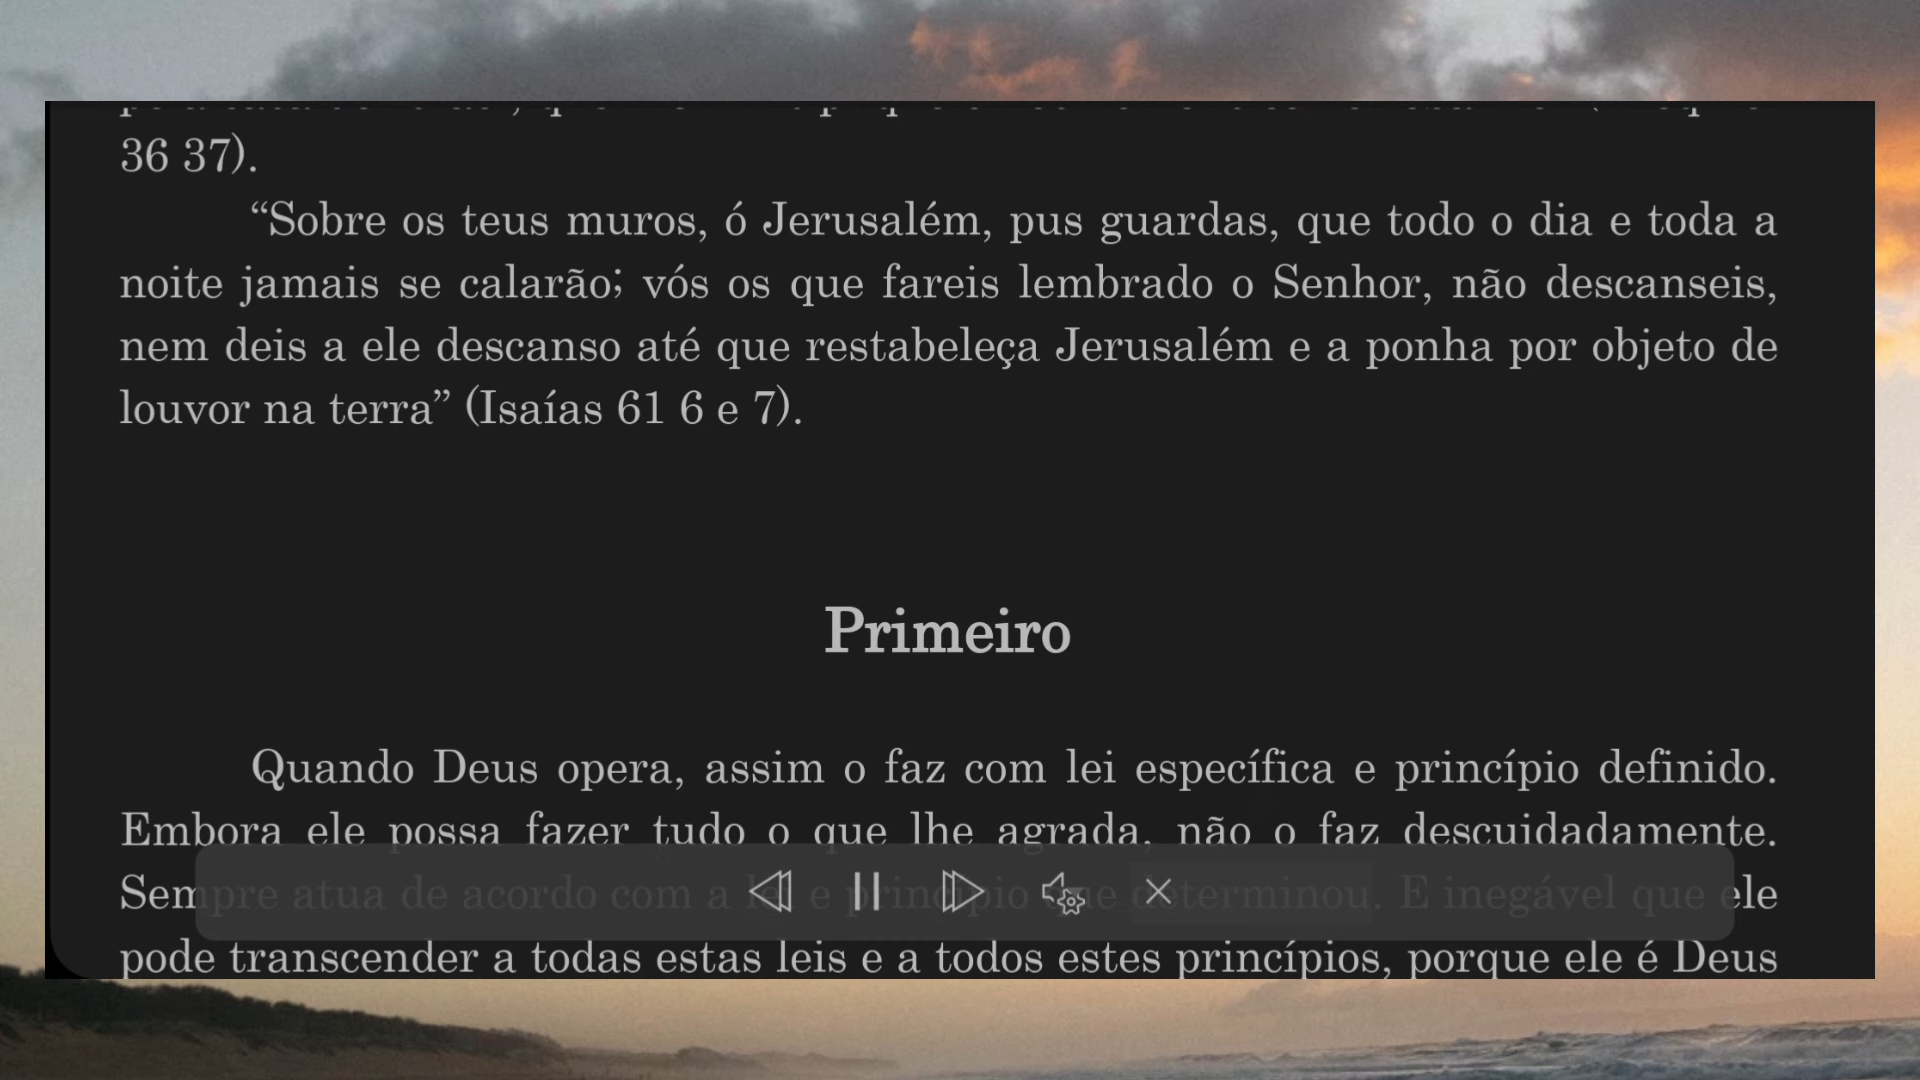 36 37).
“Sobre os teus muros, ó Jerusalém, pus guardas, que todo o dia e toda a
noite jamais se calarão; vós os que fareis lembrado o Senhor, não descanseis,
nem deis a ele descanso até que restabeleça Jerusalém e a ponha por objeto de
louvor na terra” (Isaías 61 6 e 7).
Primeiro
Quando Deus opera, assim o faz com lei específica e princípio definido.
Embora ele possa fazer tudo o que lhe agrada, não o faz descuidadamente.
Sempre atua de acordo com a lei e princípio que determinou. E inegável que ele
pode transcender a todas estas leis e a todos estes princípios, porque ele é Deus